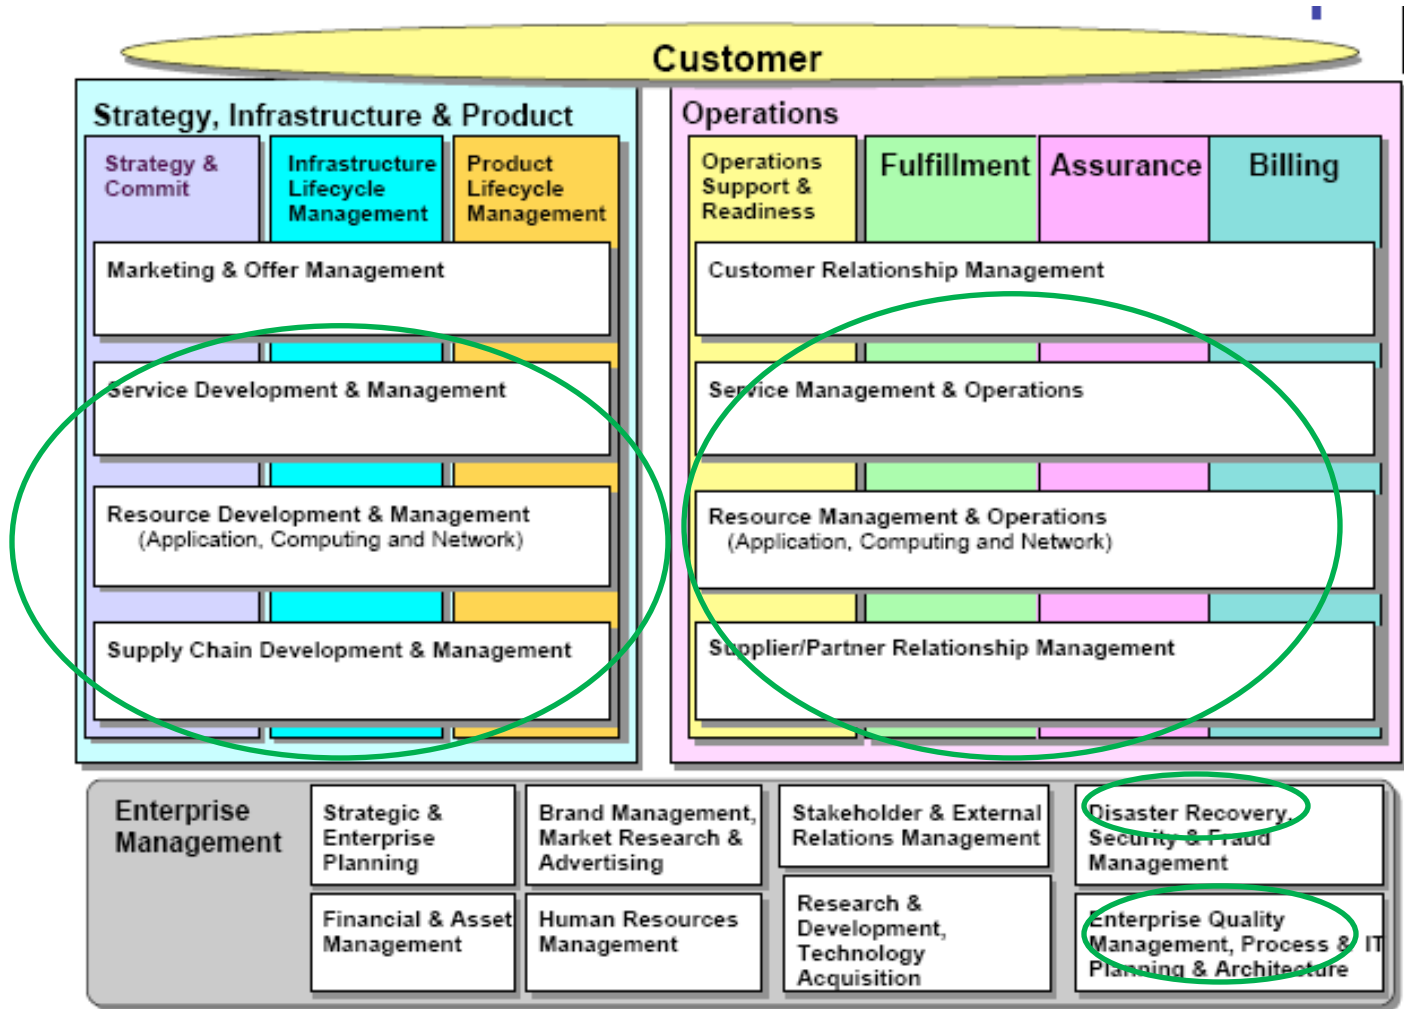 Customer
Strategy, Infrastructure & Product
Strategy &
Commit
Infrastructure
Lifecycle
Management
Product
Lifecycle
Management
Marketing & Offer Management
Service Development & Management
Resource Development & Management
(Application, Computing and Network)
Supply Chain Development & Management
Operations
Operations
Support &
Readiness
Fulfillment
Assurance
Billing
Customer Relationship Management
Service Management & Operations
Resource Management & Operations
(Application, Computing and Network)
Supplier/Partner Relationship Management
Enterprise
Management
Strategic &
Enterprise
Planning
Brand Management,
Market Research &
Advertising
Stakeholder & External
Relations Management
Disaster Recovery,
Security & Fraud
Management
Financial & Asset
Management
Human Resources
Management
Research &
Development,
Technology
Acquisition
Enterprise Quality
Management, Process & IT
Planning & Architecture